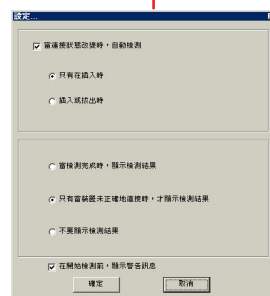 設定...
當連接狀態改變時，自動檢測
只有在插入時
插入或拔出時
當檢測完成時，顯示檢測結果
只有當裝置未正確地連接時，才顯示檢測結果
不要顯示檢測結果
在開始檢測前，顯示警告訊息
確定
取消